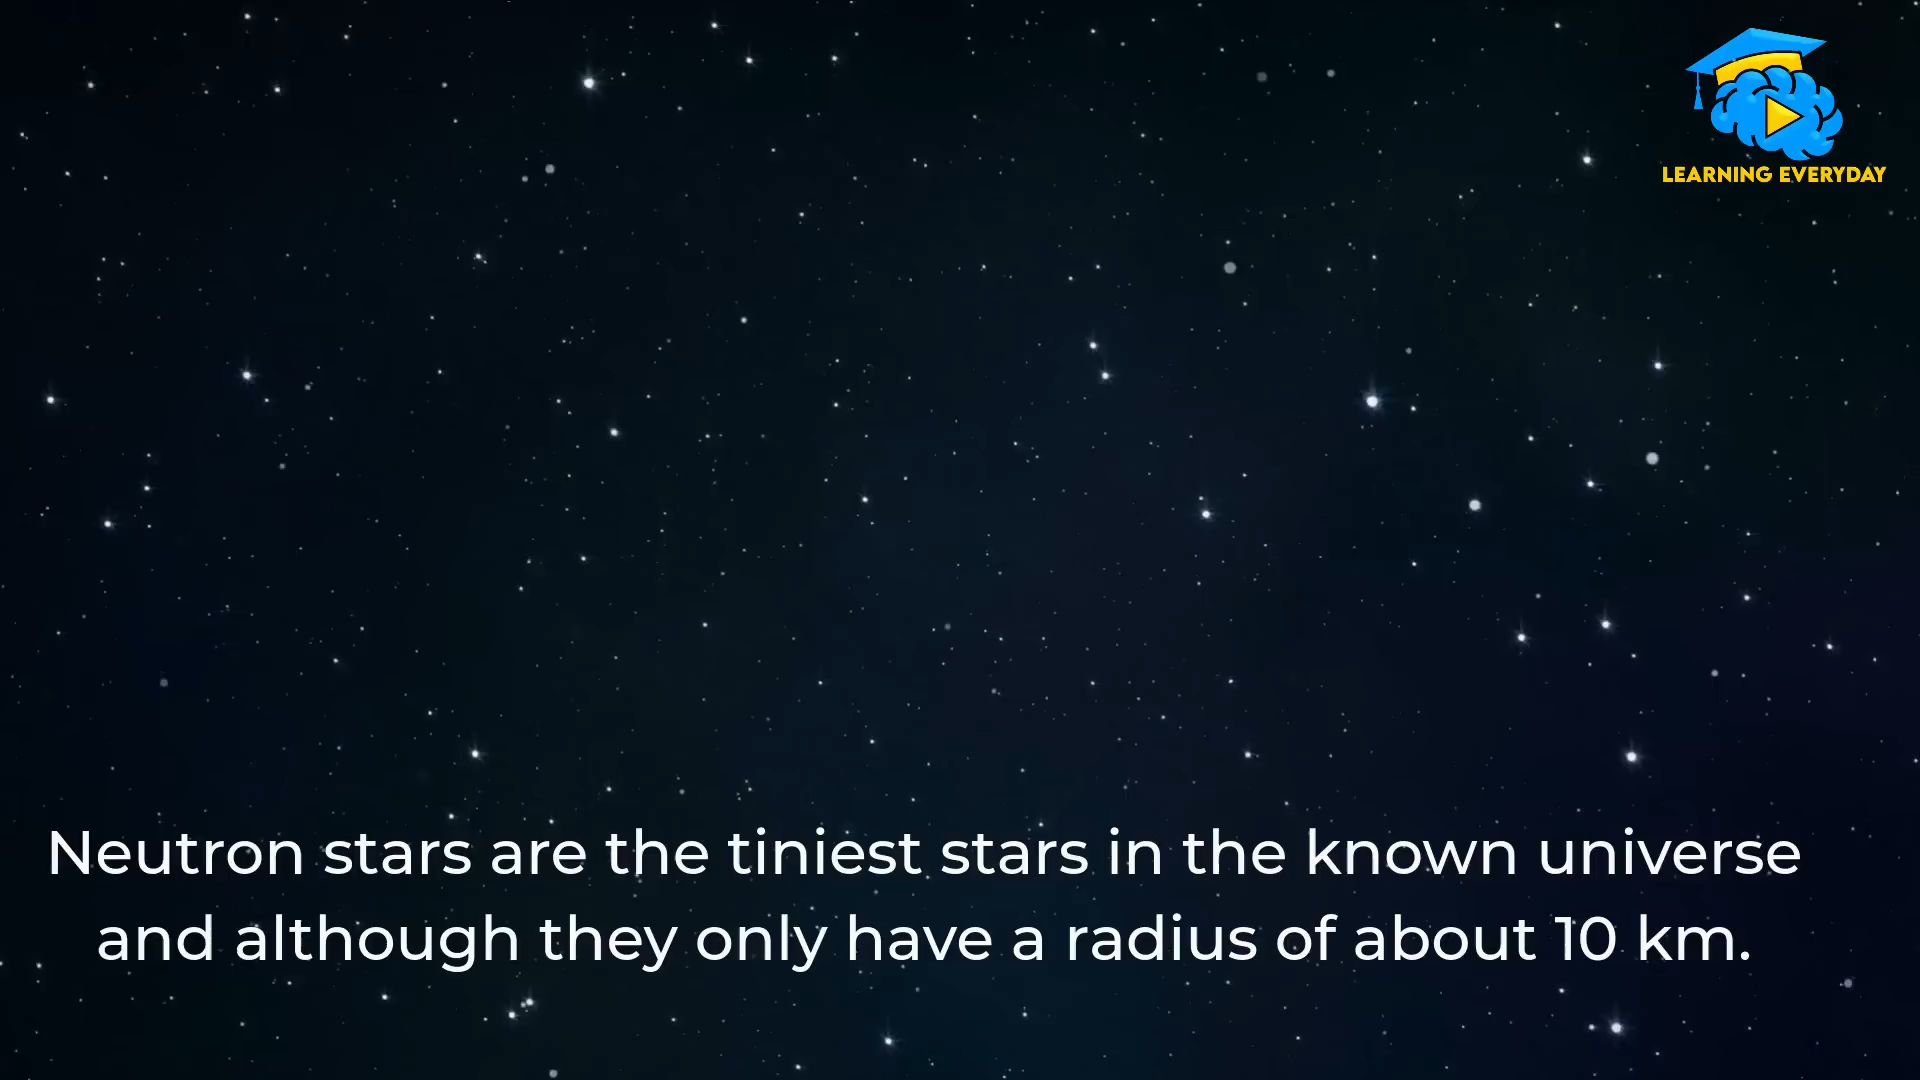 LEARNING EVERYDAY
Neutron stars are the tiniest stars in the known universe
and although they only have a radius of about 10 km.